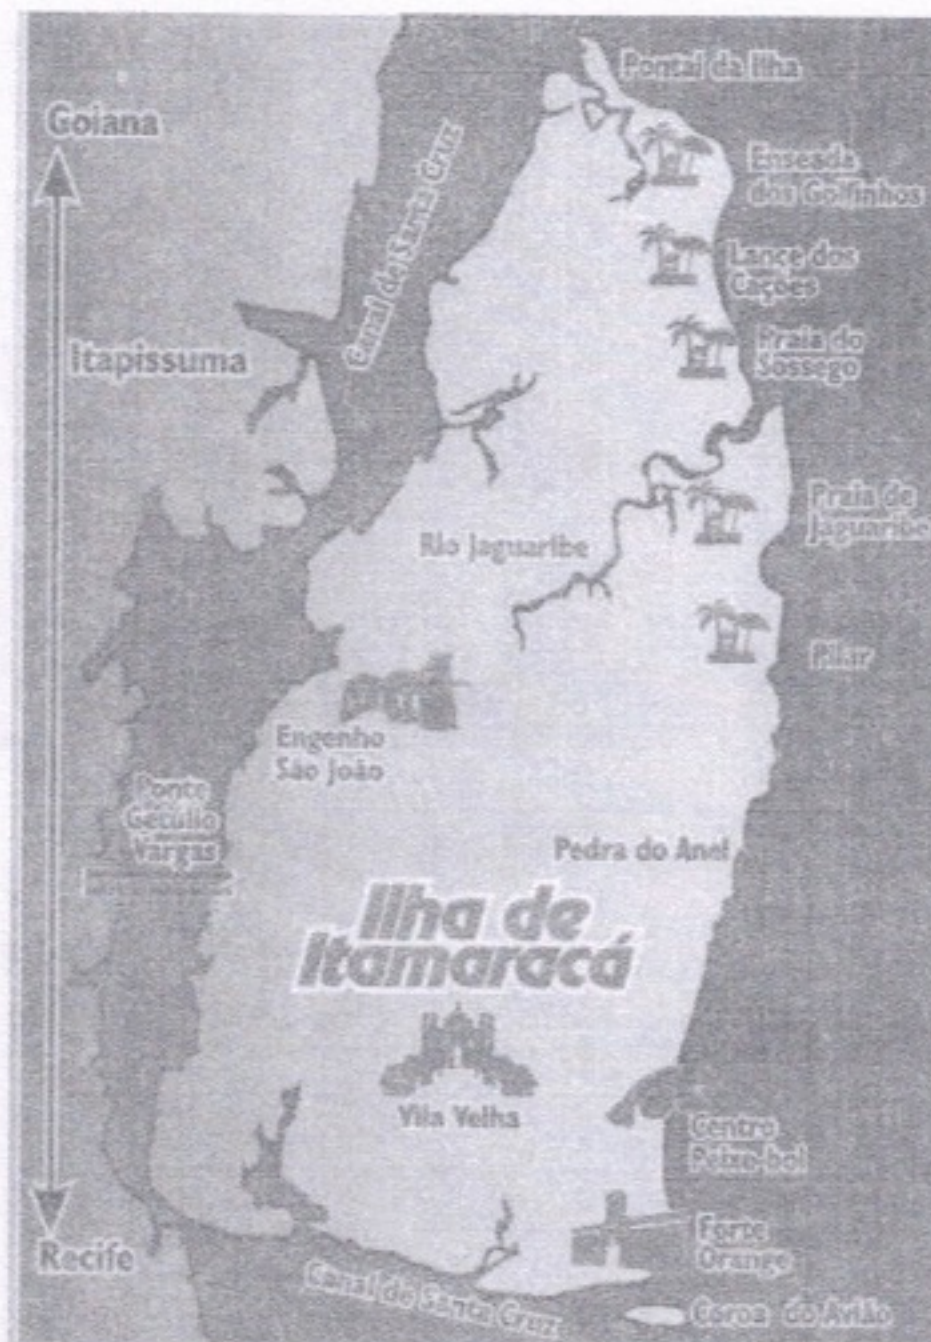 Pontal da Ilha
Goiana
Enseada
dos Golfinhos
Canal de Santa Cruz
Lance dos
Cações
Praia do
Sossego
Itapissuma
Praia de
Jaguaribe
Rio Jaguaribe
Pilar
Engenho
São João
Ponte
Getúlio
Vargas
Pedra do Anel
Ilha de
Itamaracá
Vila Velha
Centro
Peixe-boi
Forte
Orange
Recife
Canal de Santa Cruz
Coroa do Avião